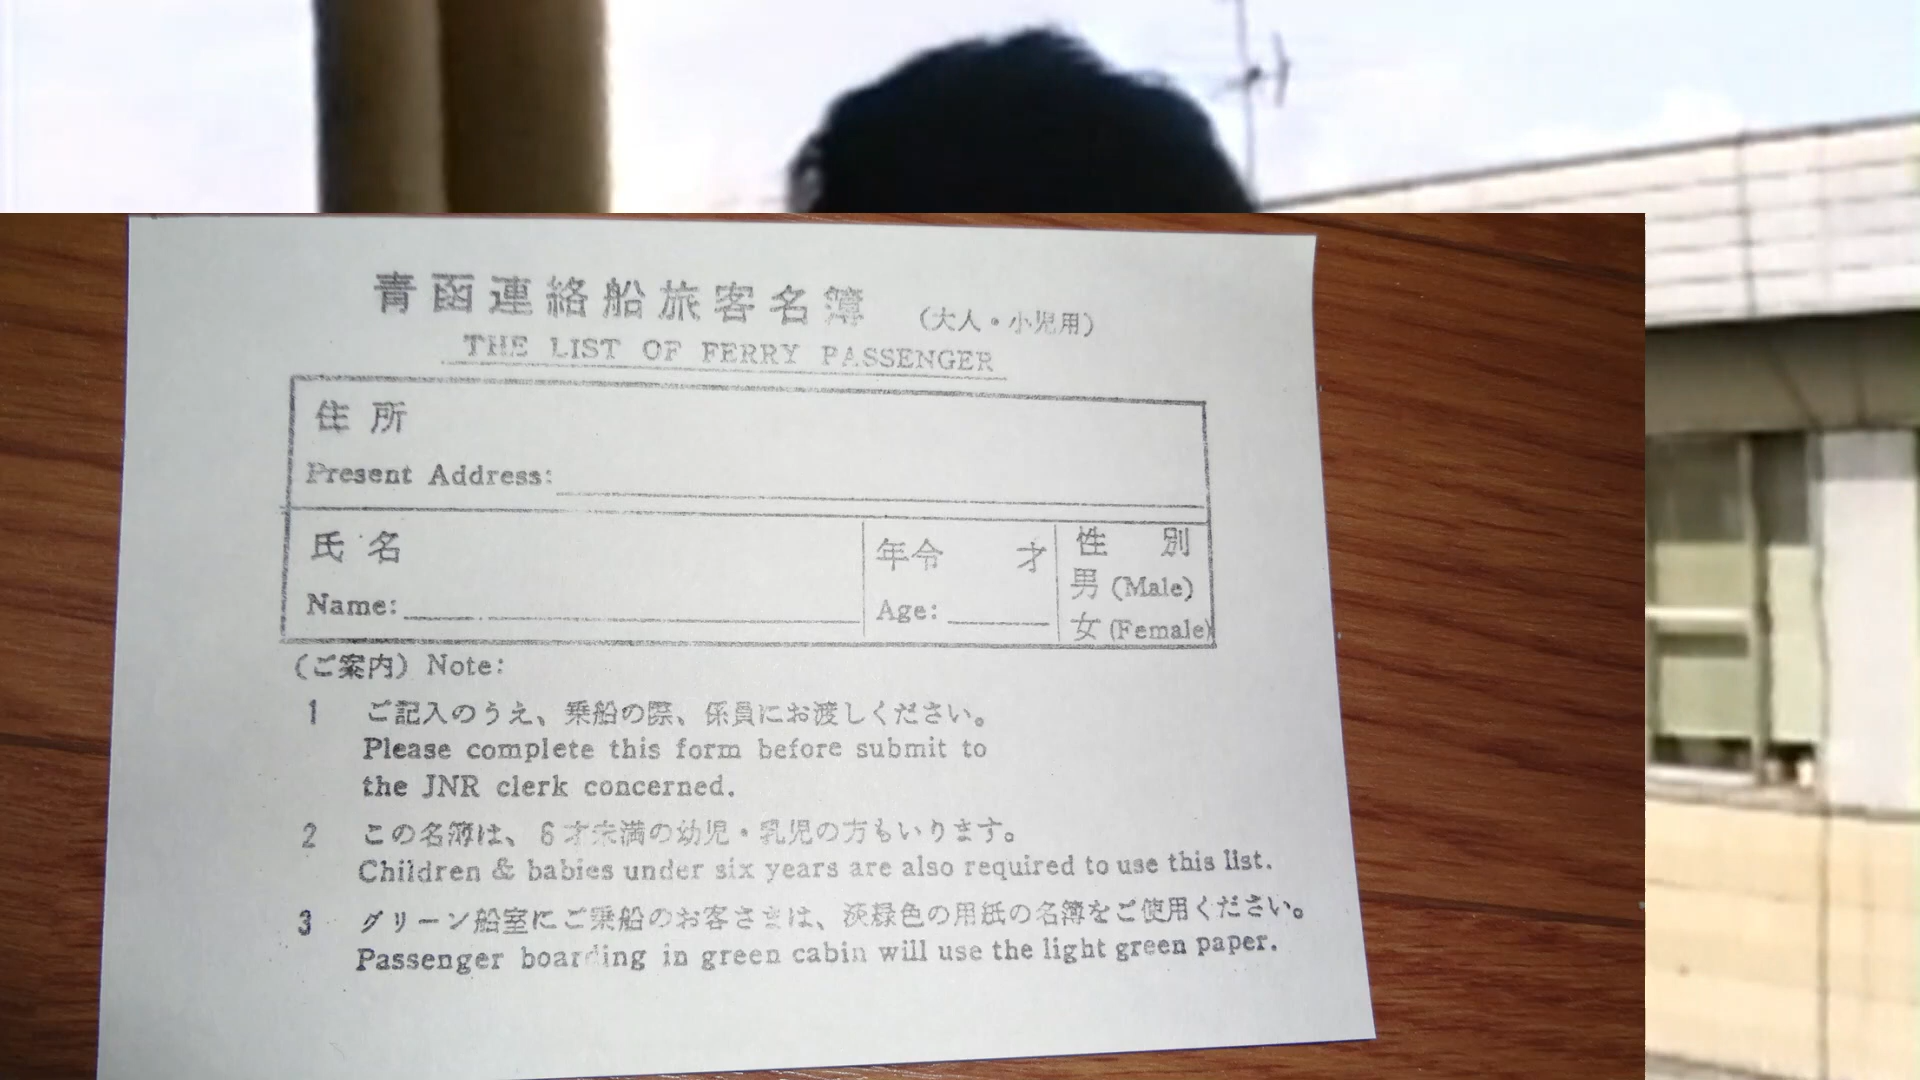 青函連絡船旅客名簿 （大人・小児用）
THE LIST OF FERRY PASSENGER
住所
Present Address:
氏名
Name:
年令 才
Age:
性別
男 (Male)
女 (Female)
（ご案内）Note:
1 ご記入のうえ、乗船の際、係員にお渡しください。
Please complete this form before submit to
the JNR clerk concerned.
2 この名簿は、6才未満の幼児・乳児の方もいります。
Children & babies under six years are also required to use this list.
3 グリーン船室にご乗船のお客さまは、淡緑色の用紙の名簿をご使用ください。
Passenger boarding in green cabin will use the light green paper.